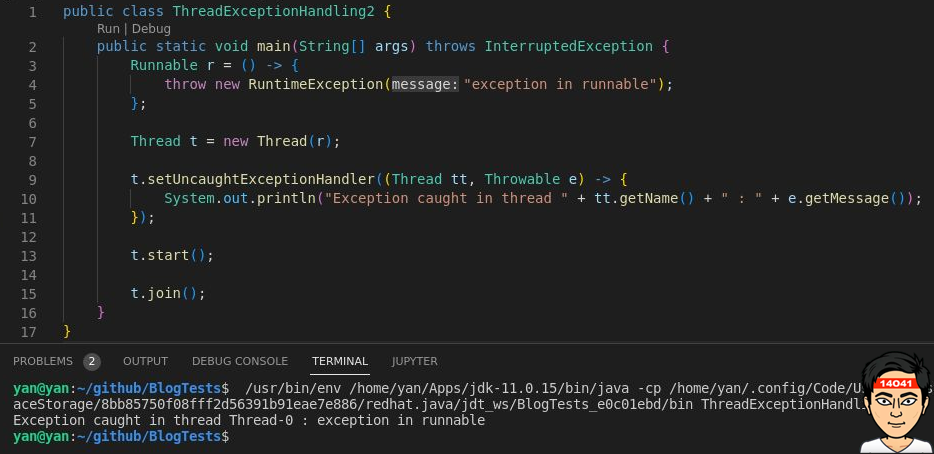 1 public class ThreadExceptionHandling2 {
Run | Debug
2 public static void main(String[] args) throws InterruptedException {
3 Runnable r = () -> {
4 throw new RuntimeException(message: "exception in runnable");
5 };
6
7 Thread t = new Thread(r);
8
9 t.setUncaughtExceptionHandler((Thread tt, Throwable e) -> {
10 System.out.println("Exception caught in thread " + tt.getName() + " : " + e.getMessage());
11 });
12
13 t.start();
14
15 t.join();
16 }
17 }
PROBLEMS 2 OUTPUT DEBUG CONSOLE TERMINAL JUPYTER
yan@yan:~/github/BlogTests$ /usr/bin/env /home/yan/Apps/jdk-11.0.15/bin/java -cp /home/yan/.config/Code/U
aceStorage/8bb85750f08fff2d56391b91eae7e886/redhat.java/jdt_ws/BlogTests_e0c01ebd/bin ThreadExceptionHandl
Exception caught in thread Thread-0 : exception in runnable
yan@yan:~/github/BlogTests$
14041